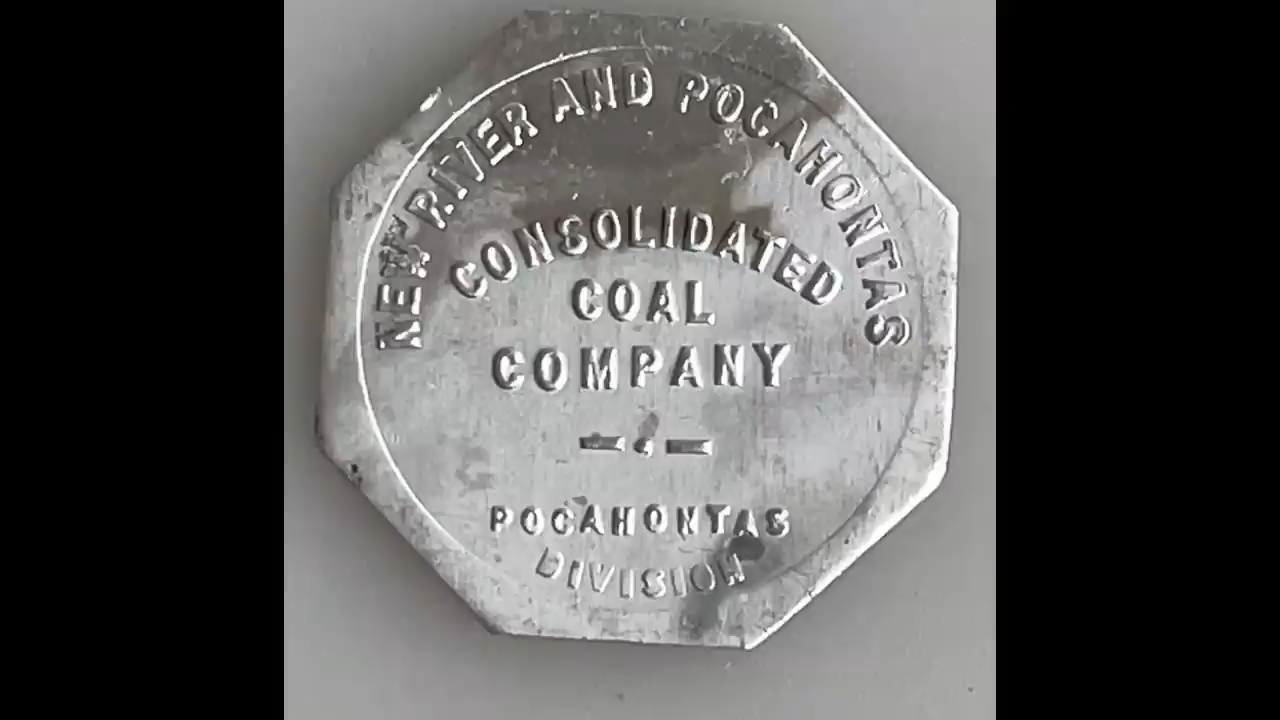 NEW RIVER AND POCAHONTAS
CONSOLIDATED
COAL
COMPANY
POCAHONTAS
DIVISION